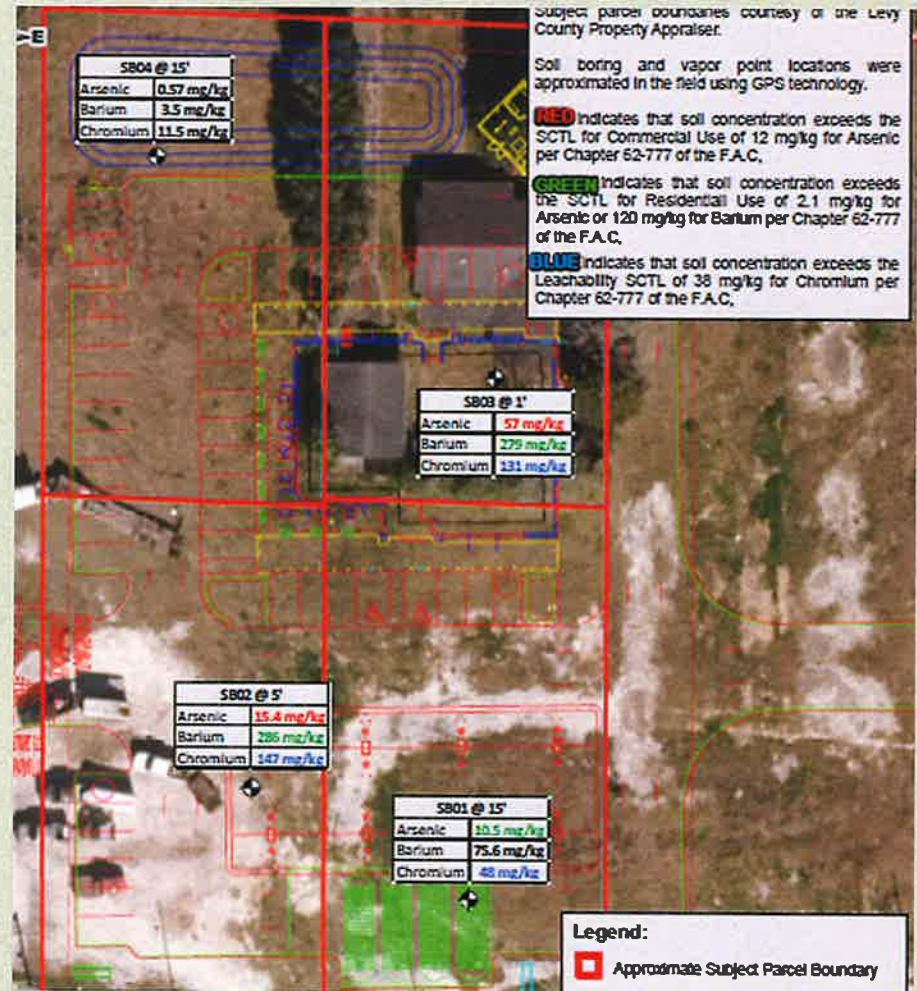 Subject parcel boundaries courtesy of the Levy
County Property Appraiser.
Soil boring and vapor point locations were
approximated in the field using GPS technology.
RED indicates that soil concentration exceeds the
SCTL for Commercial Use of 12 mg/kg for Arsenic
per Chapter 62-777 of the F.A.C,
GREEN indicates that soil concentration exceeds
the SCTL for Residential Use of 2.1 mg/kg for
Arsenic or 120 mg/kg for Barium per Chapter 62-777
of the F.A.C,
BLUE indicates that soil concentration exceeds the
Leachability SCTL of 38 mg/kg for Chromium per
Chapter 62-777 of the F.A.C,
E
SB04 @ 15'
Arsenic 0.57 mg/kg
Barium 3.5 mg/kg
Chromium 11.5 mg/kg
SB03 @ 1'
Arsenic 57 mg/kg
Barium 279 mg/kg
Chromium 131 mg/kg
SB02 @ 5'
Arsenic 15.4 mg/kg
Barium 286 mg/kg
Chromium 147 mg/kg
SB01 @ 15'
Arsenic 10.5 mg/kg
Barium 75.6 mg/kg
Chromium 48 mg/kg
Legend:
Approximate Subject Parcel Boundary